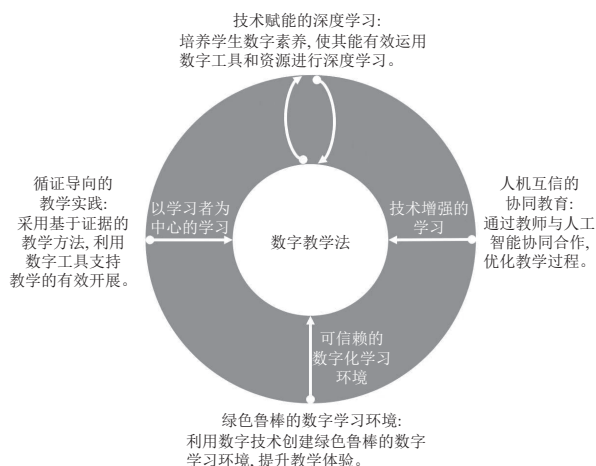 技术赋能的深度学习:
培养学生数字素养, 使其能有效运用
数字工具和资源进行深度学习。
循证导向的
教学实践:
采用基于证据的
教学方法, 利用
数字工具支持
教学的有效开展。
以学习者为
中心的学习
数字教学法
技术增强的
学习
人机互信的
协同教育:
通过教师与人工
智能协同合作,
优化教学过程。
可信赖的
数字化学习
环境
绿色鲁棒的数字学习环境:
利用数字技术创建绿色鲁棒的数字
学习环境, 提升教学体验。